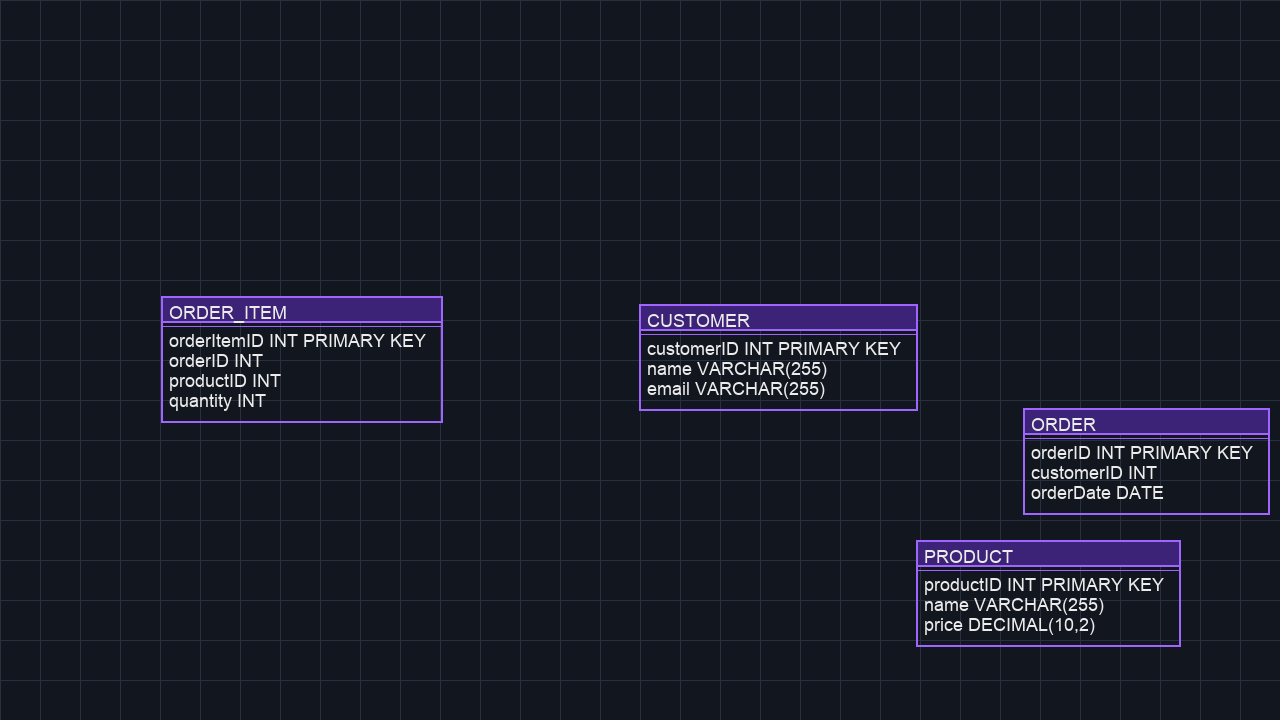 ORDER_ITEM
orderItemID INT PRIMARY KEY
orderID INT
productID INT
quantity INT
CUSTOMER
customerID INT PRIMARY KEY
name VARCHAR(255)
email VARCHAR(255)
ORDER
orderID INT PRIMARY KEY
customerID INT
orderDate DATE
PRODUCT
productID INT PRIMARY KEY
name VARCHAR(255)
price DECIMAL(10,2)